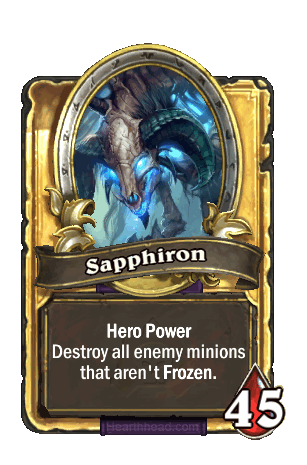 Sapphiron
Hero Power
Destroy all enemy minions
that aren't Frozen.
45
Hearthhead.com